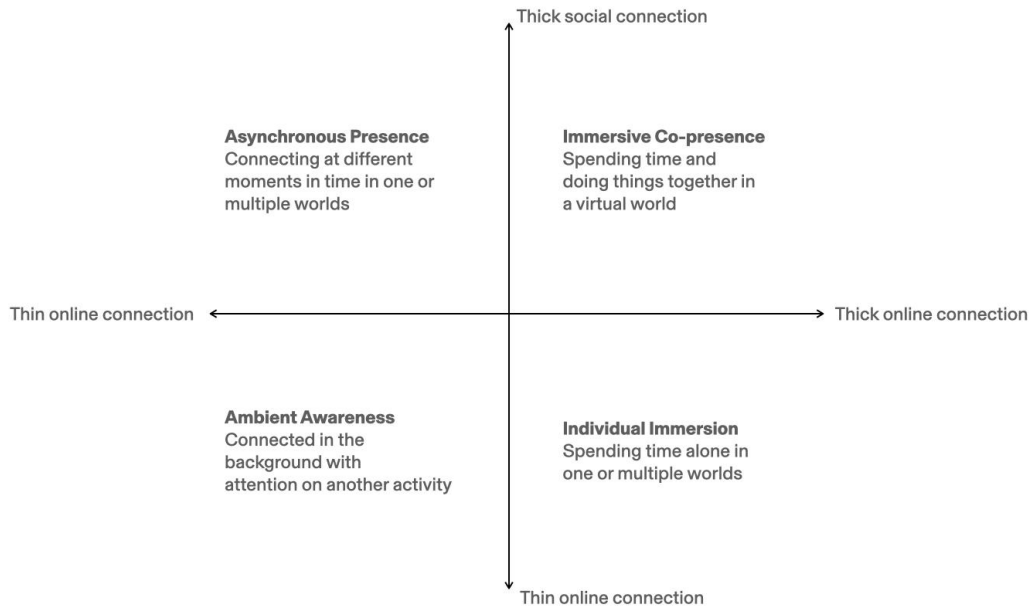 Thick social connection
Asynchronous Presence
Connecting at different
moments in time in one or
multiple worlds
Immersive Co-presence
Spending time and
doing things together in
a virtual world
Thin online connection
Thick online connection
Ambient Awareness
Connected in the
background with
attention on another activity
Individual Immersion
Spending time alone in
one or multiple worlds
Thin online connection